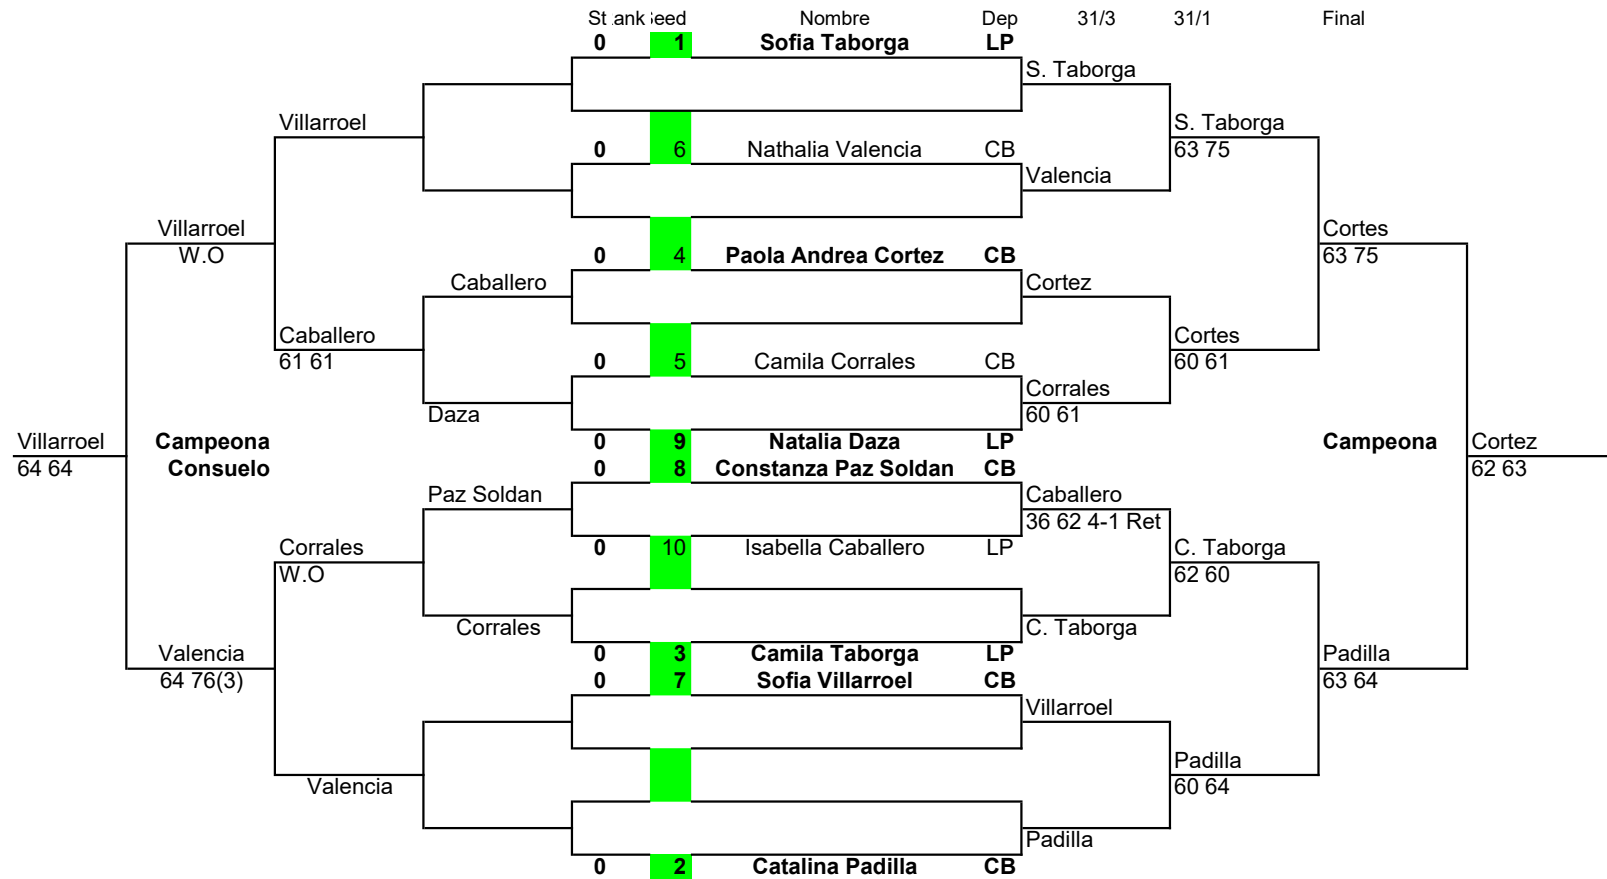 St ank Seed Nombre Dep 31/3 31/1 Final
0 1 Sofia Taborga LP
S. Taborga
Villarroel S. Taborga
0 6 Nathalia Valencia CB 63 75
Valencia
Villarroel Cortes
W.O 0 4 Paola Andrea Cortez CB 63 75
Caballero Cortez
Caballero Cortes
61 61 0 5 Camila Corrales CB 60 61
Corrales
Daza 60 61
Villarroel Campeona 0 9 Natalia Daza LP Campeona Cortez
64 64 Consuelo 0 8 Constanza Paz Soldan CB 62 63
Paz Soldan Caballero
36 62 4-1 Ret
Corrales 0 10 Isabella Caballero LP C. Taborga
W.O 62 60
Corrales C. Taborga
Valencia 0 3 Camila Taborga LP Padilla
64 76(3) 0 7 Sofia Villarroel CB 63 64
Villarroel
Padilla
Valencia 60 64
Padilla
0 2 Catalina Padilla CB